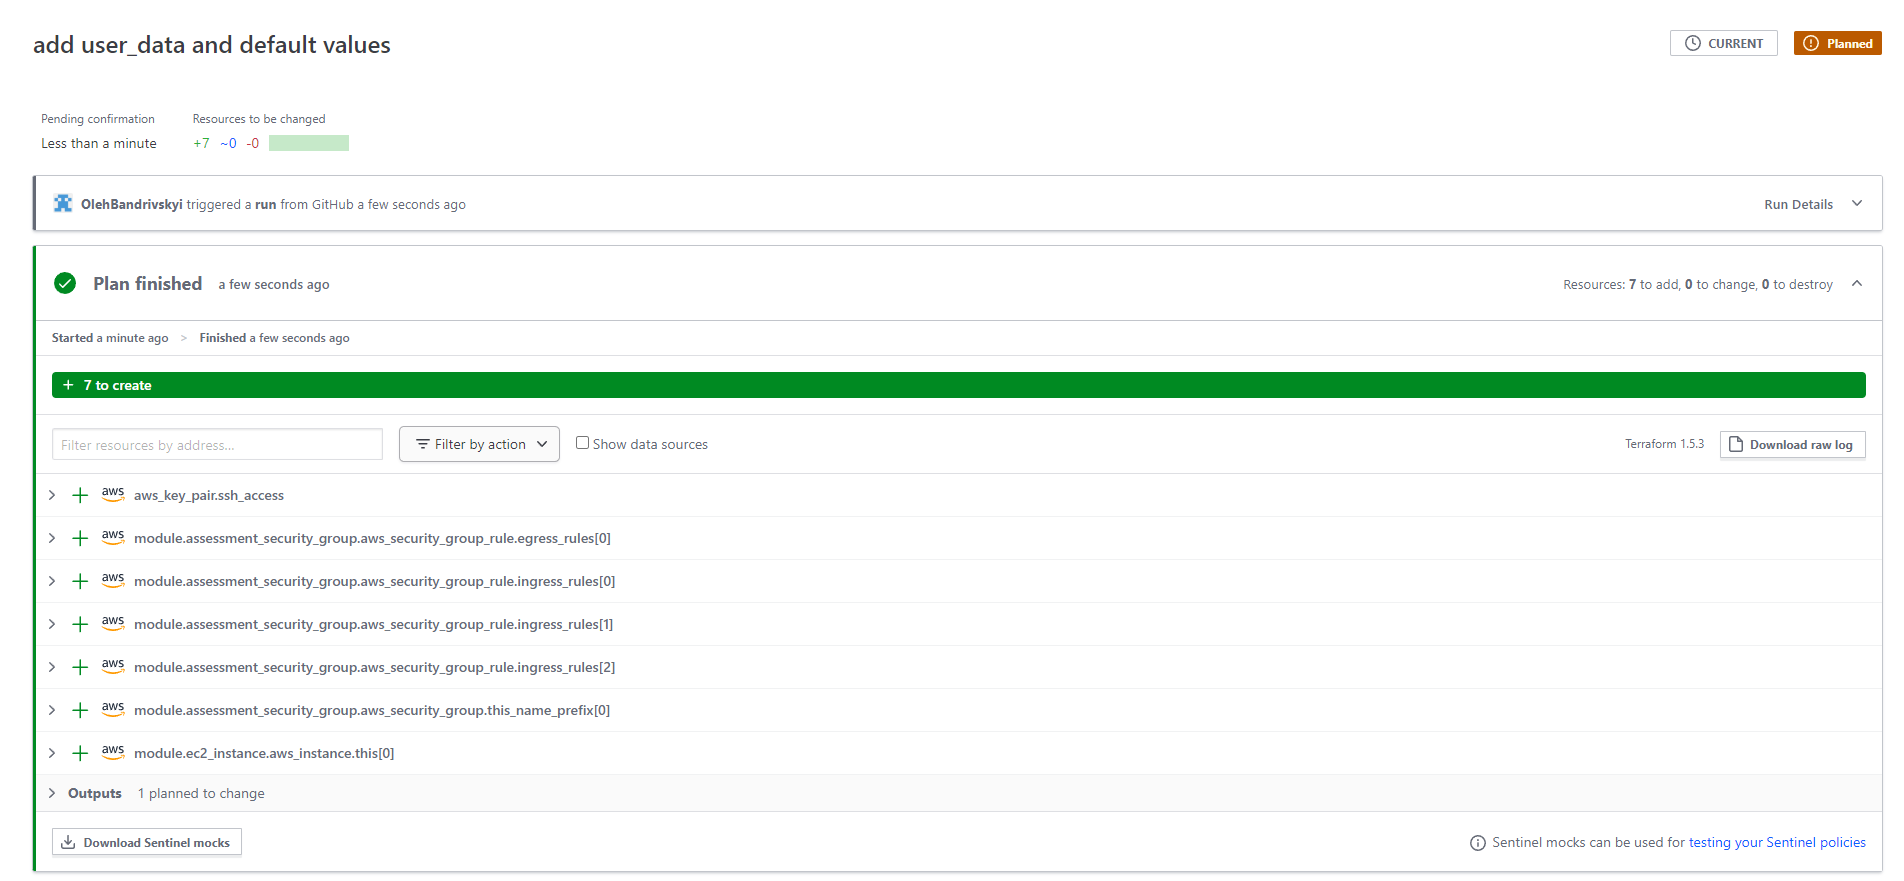 add user_data and default values
CURRENT
Planned
Pending confirmation
Resources to be changed
Less than a minute
+7 ~0 -0
OlehBandrivskyi triggered a run from GitHub a few seconds ago
Run Details
Plan finished a few seconds ago
Resources: 7 to add, 0 to change, 0 to destroy
Started a minute ago > Finished a few seconds ago
+ 7 to create
Filter resources by address...
Filter by action
Show data sources
Terraform 1.5.3
Download raw log
aws aws_key_pair.ssh_access
aws module.assessment_security_group.aws_security_group_rule.egress_rules[0]
aws module.assessment_security_group.aws_security_group_rule.ingress_rules[0]
aws module.assessment_security_group.aws_security_group_rule.ingress_rules[1]
aws module.assessment_security_group.aws_security_group_rule.ingress_rules[2]
aws module.assessment_security_group.aws_security_group.this_name_prefix[0]
aws module.ec2_instance.aws_instance.this[0]
Outputs 1 planned to change
Download Sentinel mocks
Sentinel mocks can be used for testing your Sentinel policies